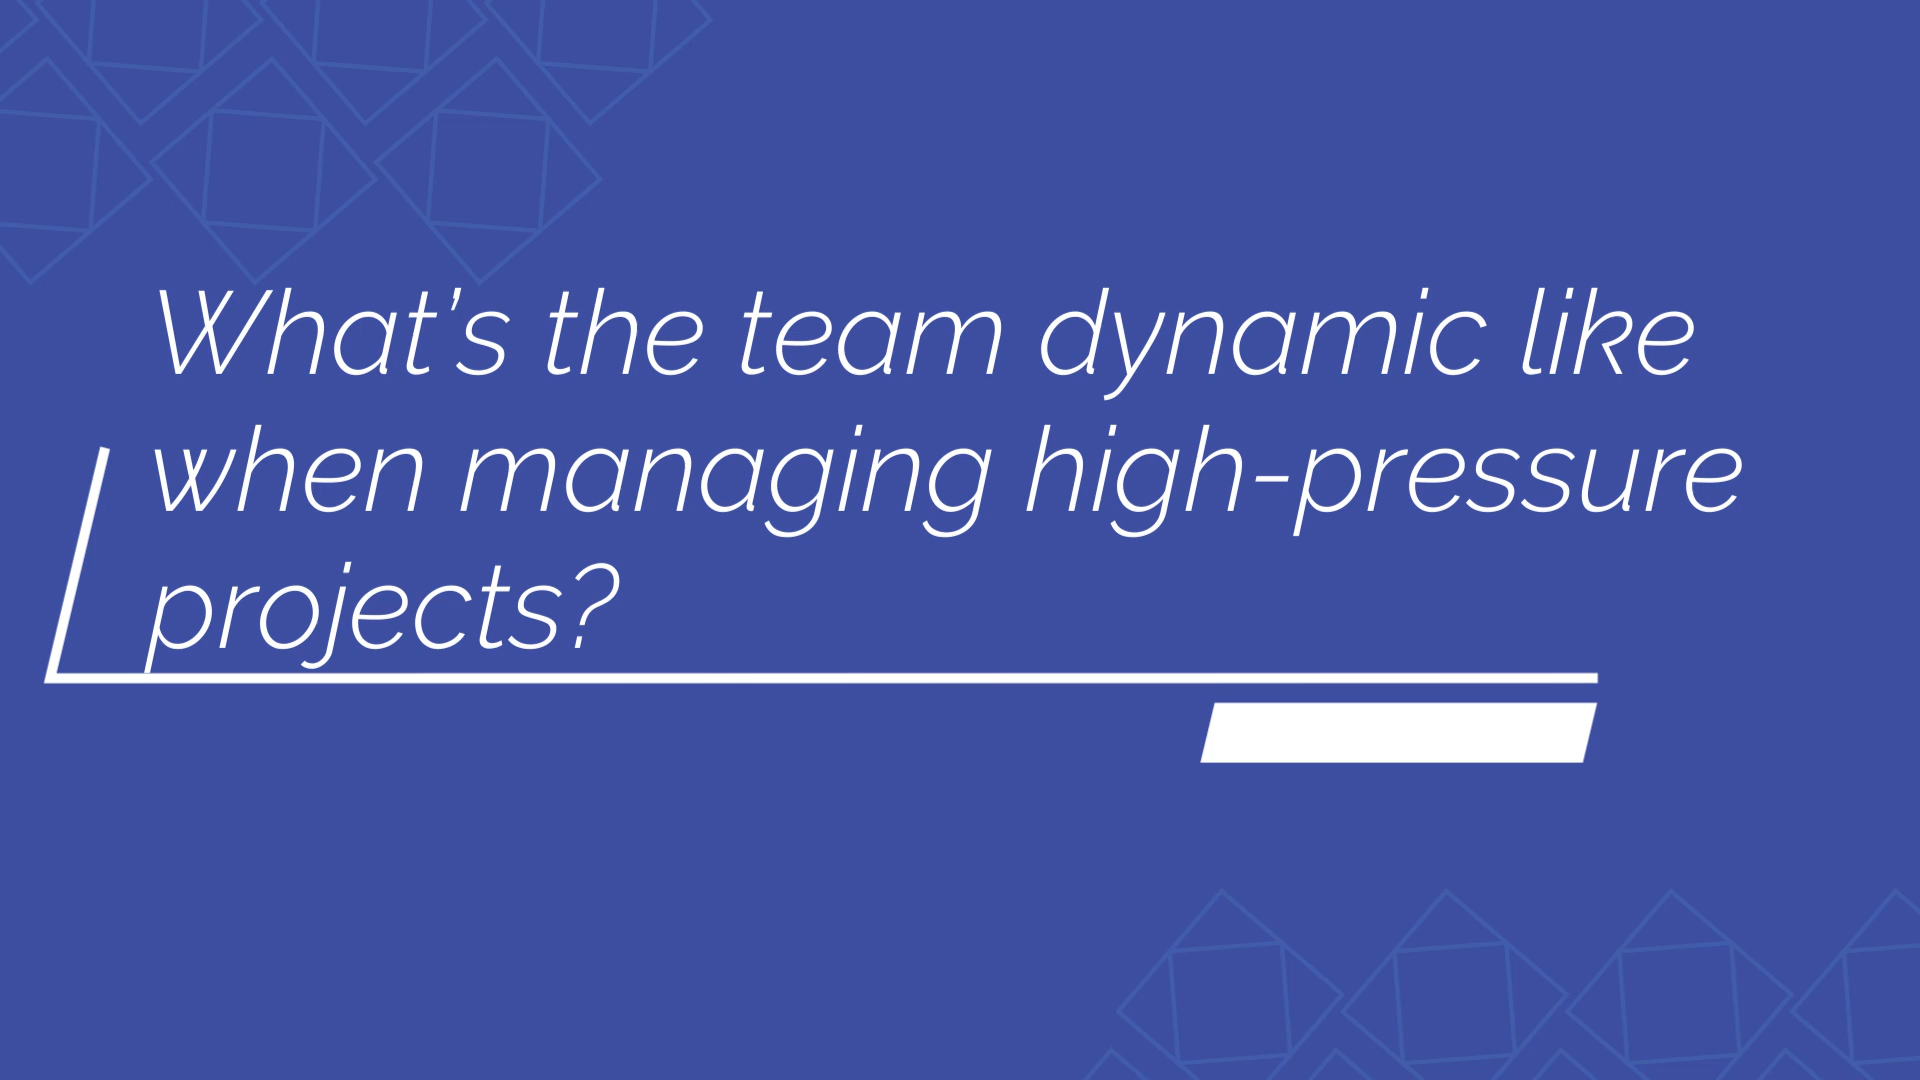 What’s the team dynamic like
when managing high-pressure
projects?